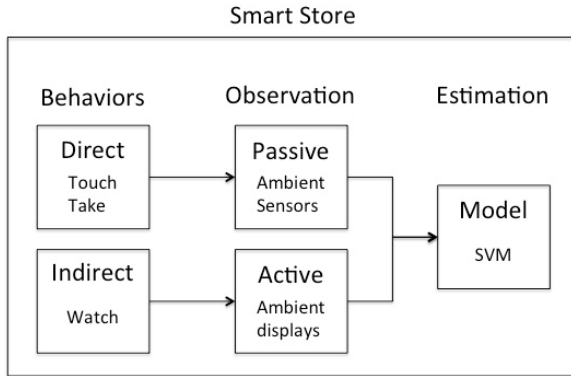 Smart Store
Behaviors
Observation
Estimation
Direct
Touch
Take
Passive
Ambient
Sensors
Model
SVM
Indirect
Watch
Active
Ambient
displays